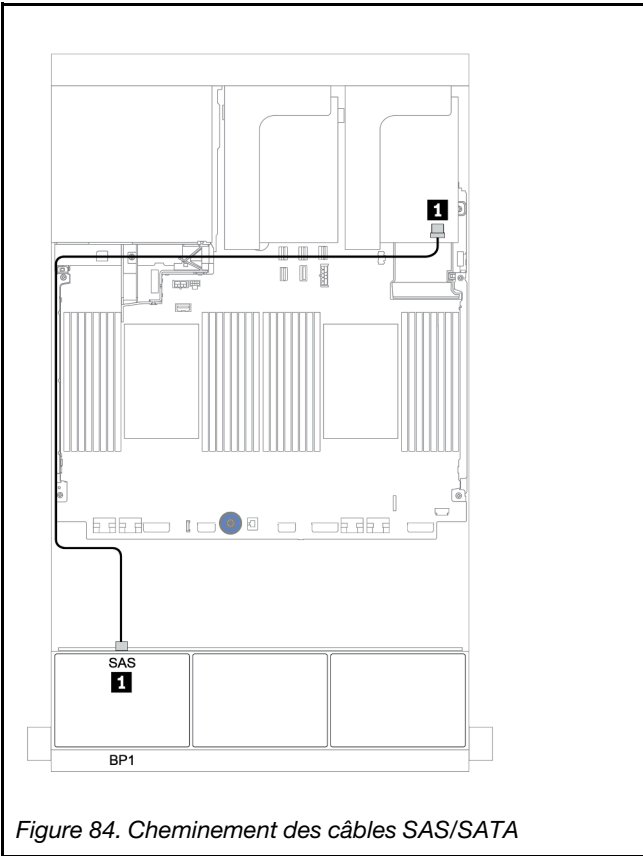 1
SAS
1
BP1
Figure 84. Cheminement des câbles SAS/SATA